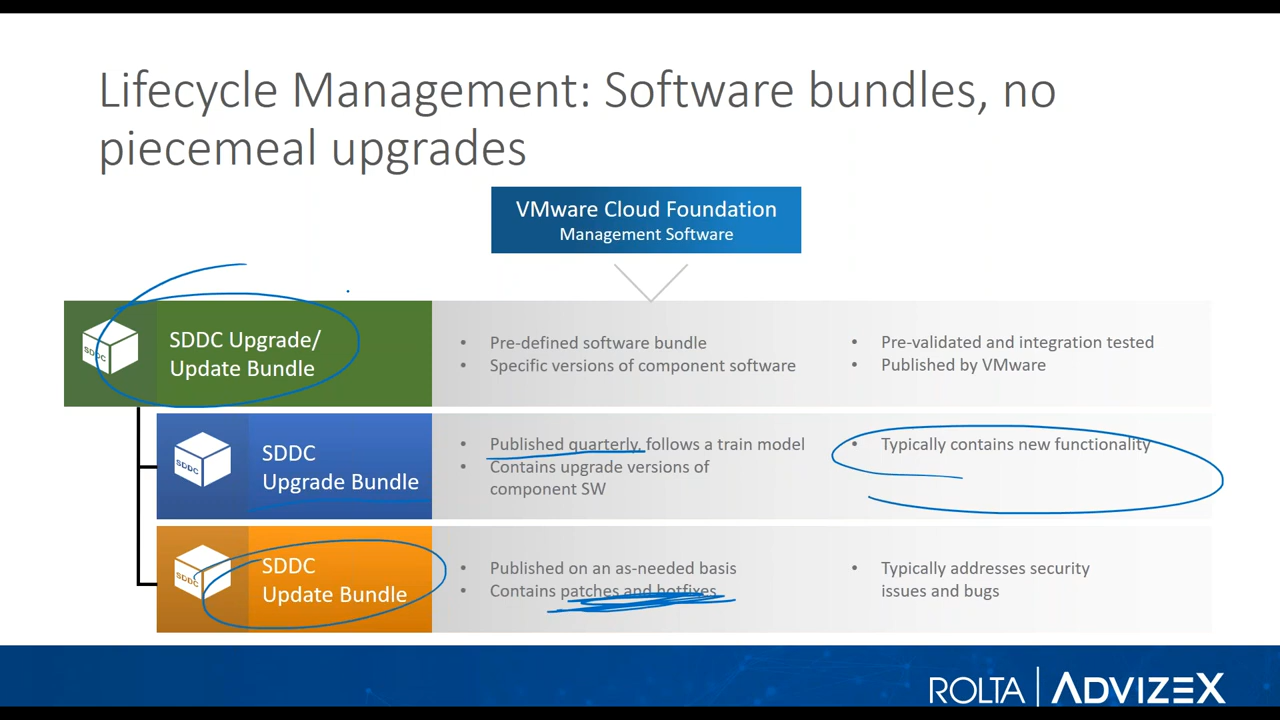 Lifecycle Management: Software bundles, no
piecemeal upgrades
VMware Cloud Foundation
Management Software
SDDC
SDDC Upgrade/
Update Bundle
• Pre-defined software bundle
• Specific versions of component software
• Pre-validated and integration tested
• Published by VMware
SDDC
SDDC
Upgrade Bundle
• Published quarterly, follows a train model
• Contains upgrade versions of
component SW
• Typically contains new functionality
SDDC
SDDC
Update Bundle
• Published on an as-needed basis
• Contains patches and hotfixes
• Typically addresses security
issues and bugs
ROLTA | ADVIZEX